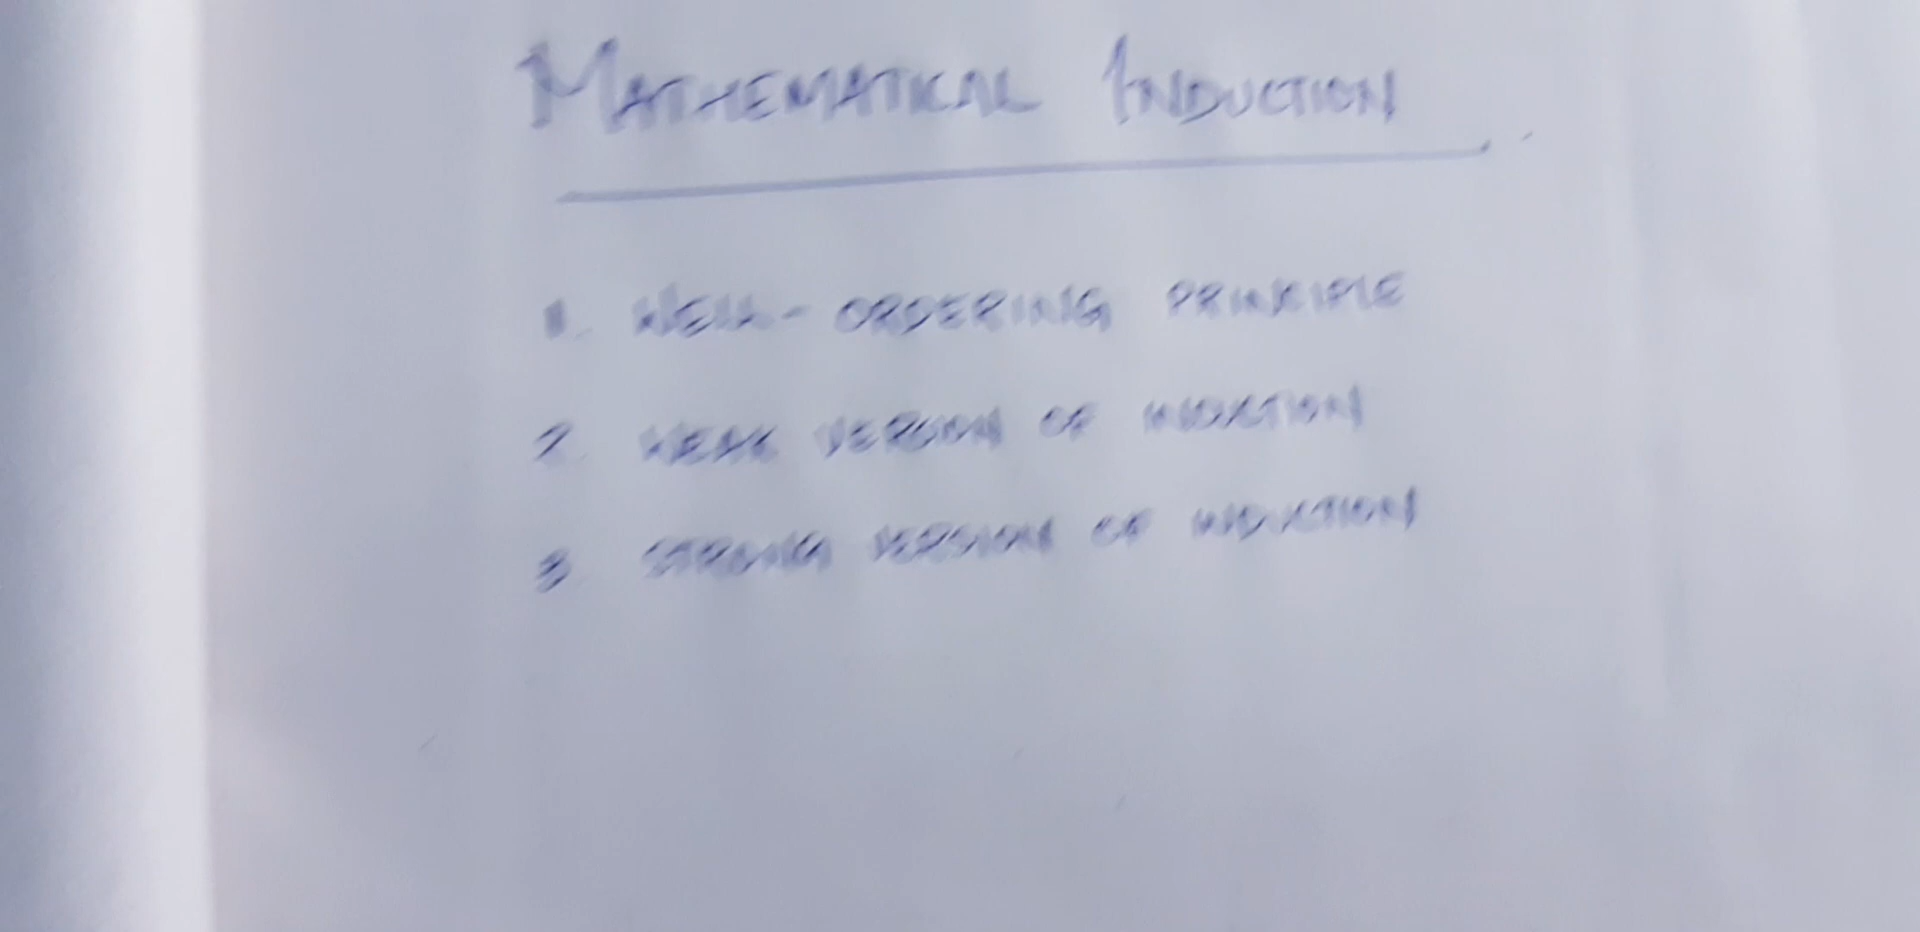 MATHEMATICAL INDUCTION
1. WELL-ORDERING PRINCIPLE
2. WEAK VERSION OF INDUCTION
3. STRONG VERSION OF INDUCTION